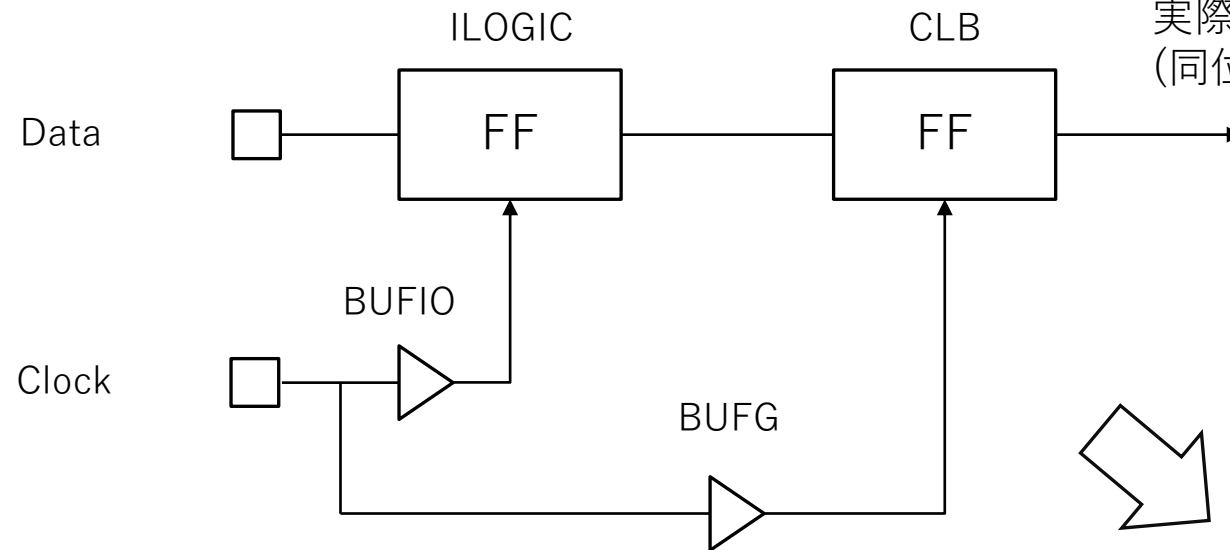 ILOGIC
CLB
実際
(同位
Data
FF
FF
BUFIO
Clock
BUFG